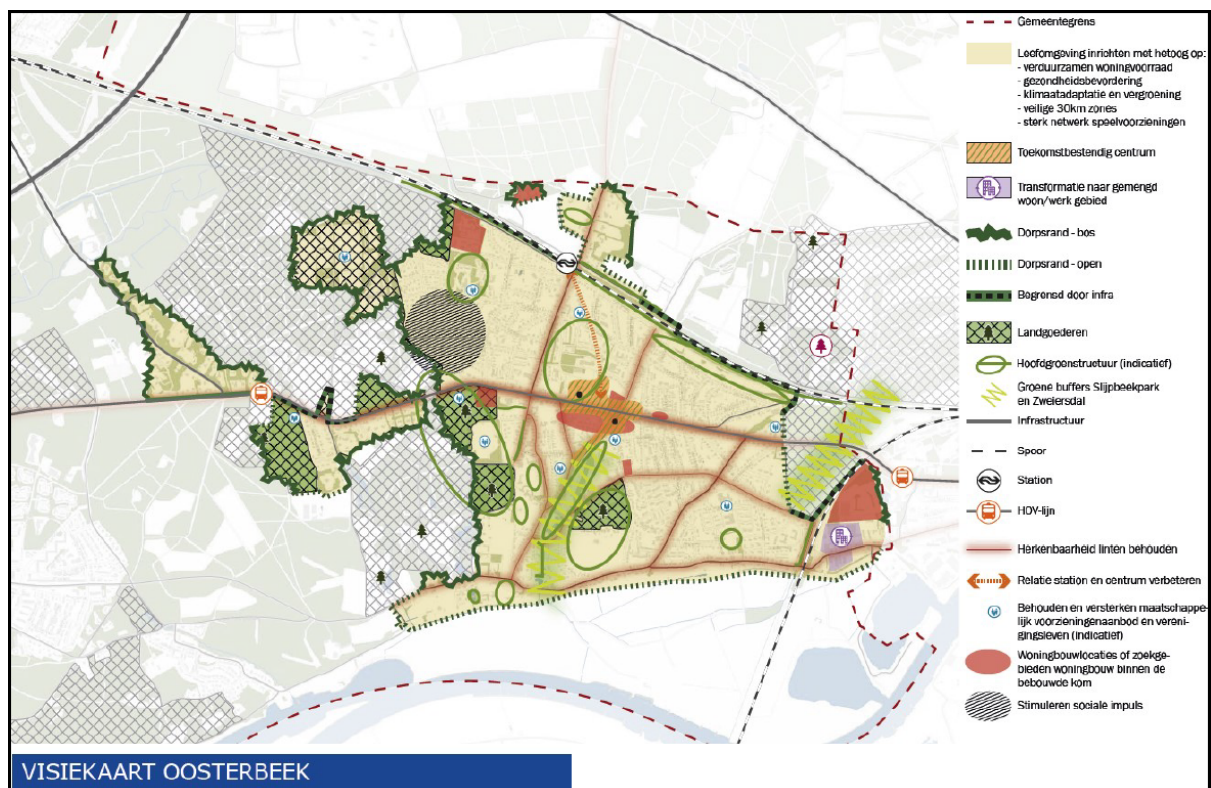 Gemeentegrens
Leefomgeving inrichten met hetoog op:
- verduurzamen woningvoorraad
- gezondheidsbevordering
- klimaatadaptatie en vergroening
- veilige 30km zones
- sterk netwerk speelvoorzieningen
Toekomstbestendig centrum
Transformatie naar gemengd
woon/werk gebied
Dorpsrand - bos
Dorpsrand - open
Begrensd door infra
Landgoederen
Hoofdgroenstructuur (indicatief)
Groene buffers Slijpbeekpark
en Zweiersdal
Infrastructuur
Spoor
Station
HOV-lijn
Herkenbaarheid linten behouden
Relatie station en centrum verbeteren
Behouden en versterken maatschappe-
lijk voorzieningenaanbod en vereni-
gingsleven (indicatief)
Woningbouwlocaties of zoekge-
bieden woningbouw binnen de
bebouwde kom
Stimuleren sociale impuls
VISIEKAART OOSTERBEEK